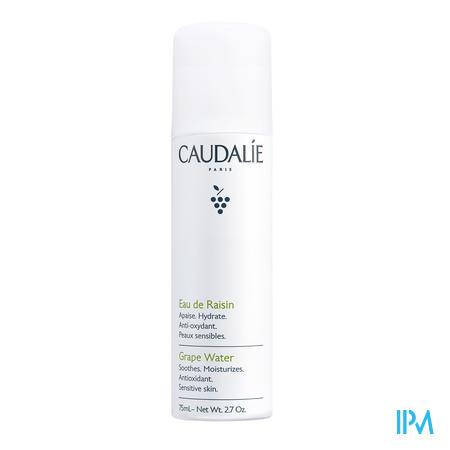 CAUDALÍE
PARIS
Eau de Raisin
Apaise. Hydrate.
Anti-oxydant.
Peaux sensibles.
Grape Water
Soothes. Moisturizes.
Antioxidant.
Sensitive skin.
75mL - Net Wt. 2.7 Oz.
IPM